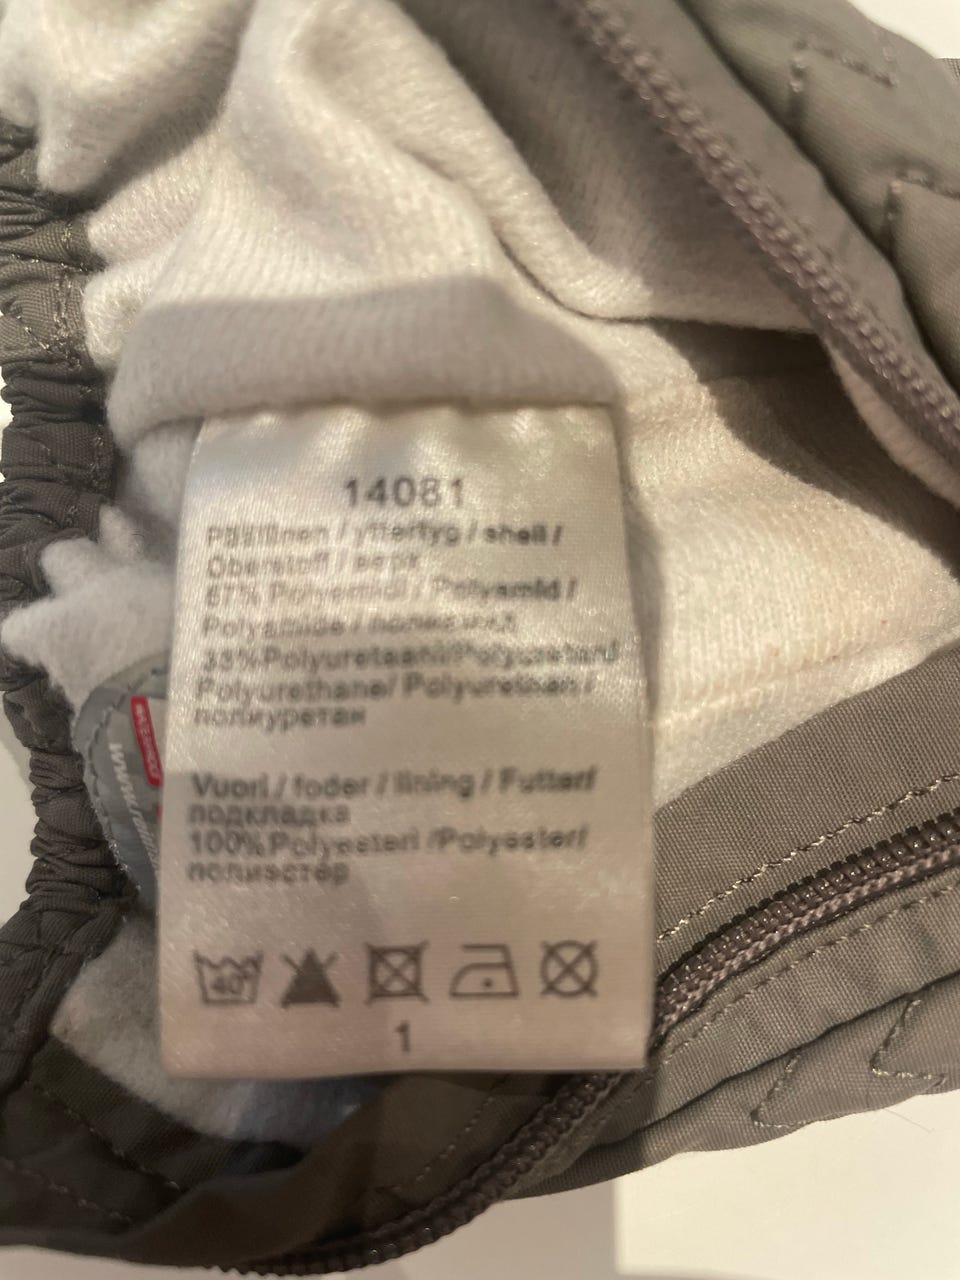 14081
Päällinen / yttertyg / shell /
Oberstoff / верх
67% Polyamidi / Polyamid /
Polyamide / полиамид
33%Polyuretaani/Polyuretan/
Polyurethane/ Polyurethan /
полиуретан
Vuori / foder / lining / Futter/
подкладка
100%Polyesteri /Polyester/
полиэстер
40°
1